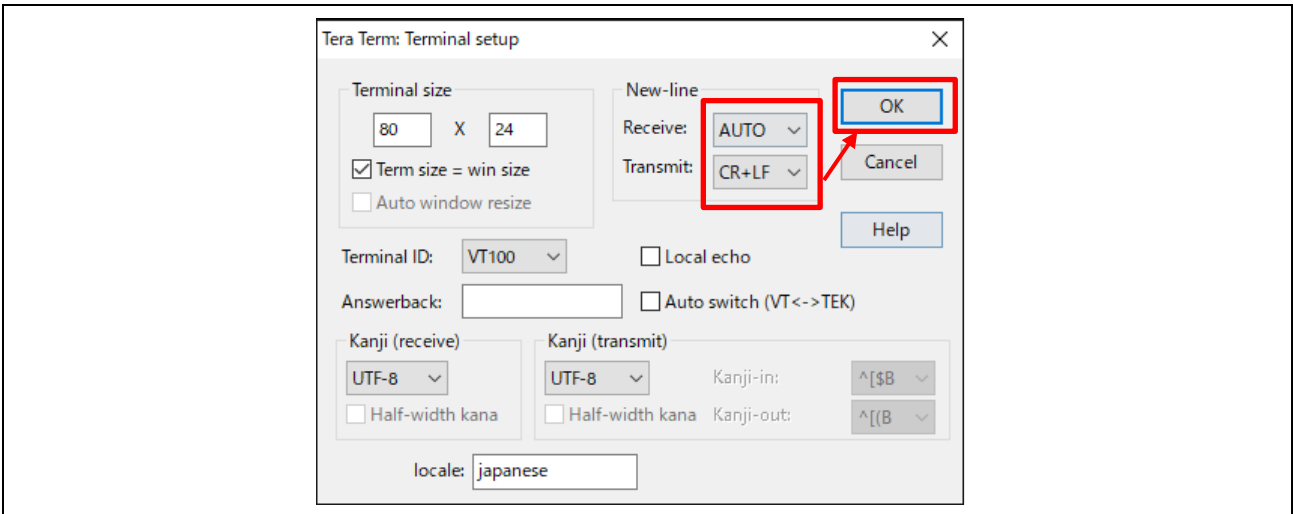 Tera Term: Terminal setup
Terminal size
80 X 24
Term size = win size
Auto window resize
New-line
Receive: AUTO
Transmit: CR+LF
OK
Cancel
Help
Terminal ID: VT100
Local echo
Answerback:
Auto switch (VT<->TEK)
Kanji (receive)
UTF-8
Half-width kana
Kanji (transmit)
UTF-8
Half-width kana
Kanji-in: ^[$B
Kanji-out: ^[(B
locale: japanese